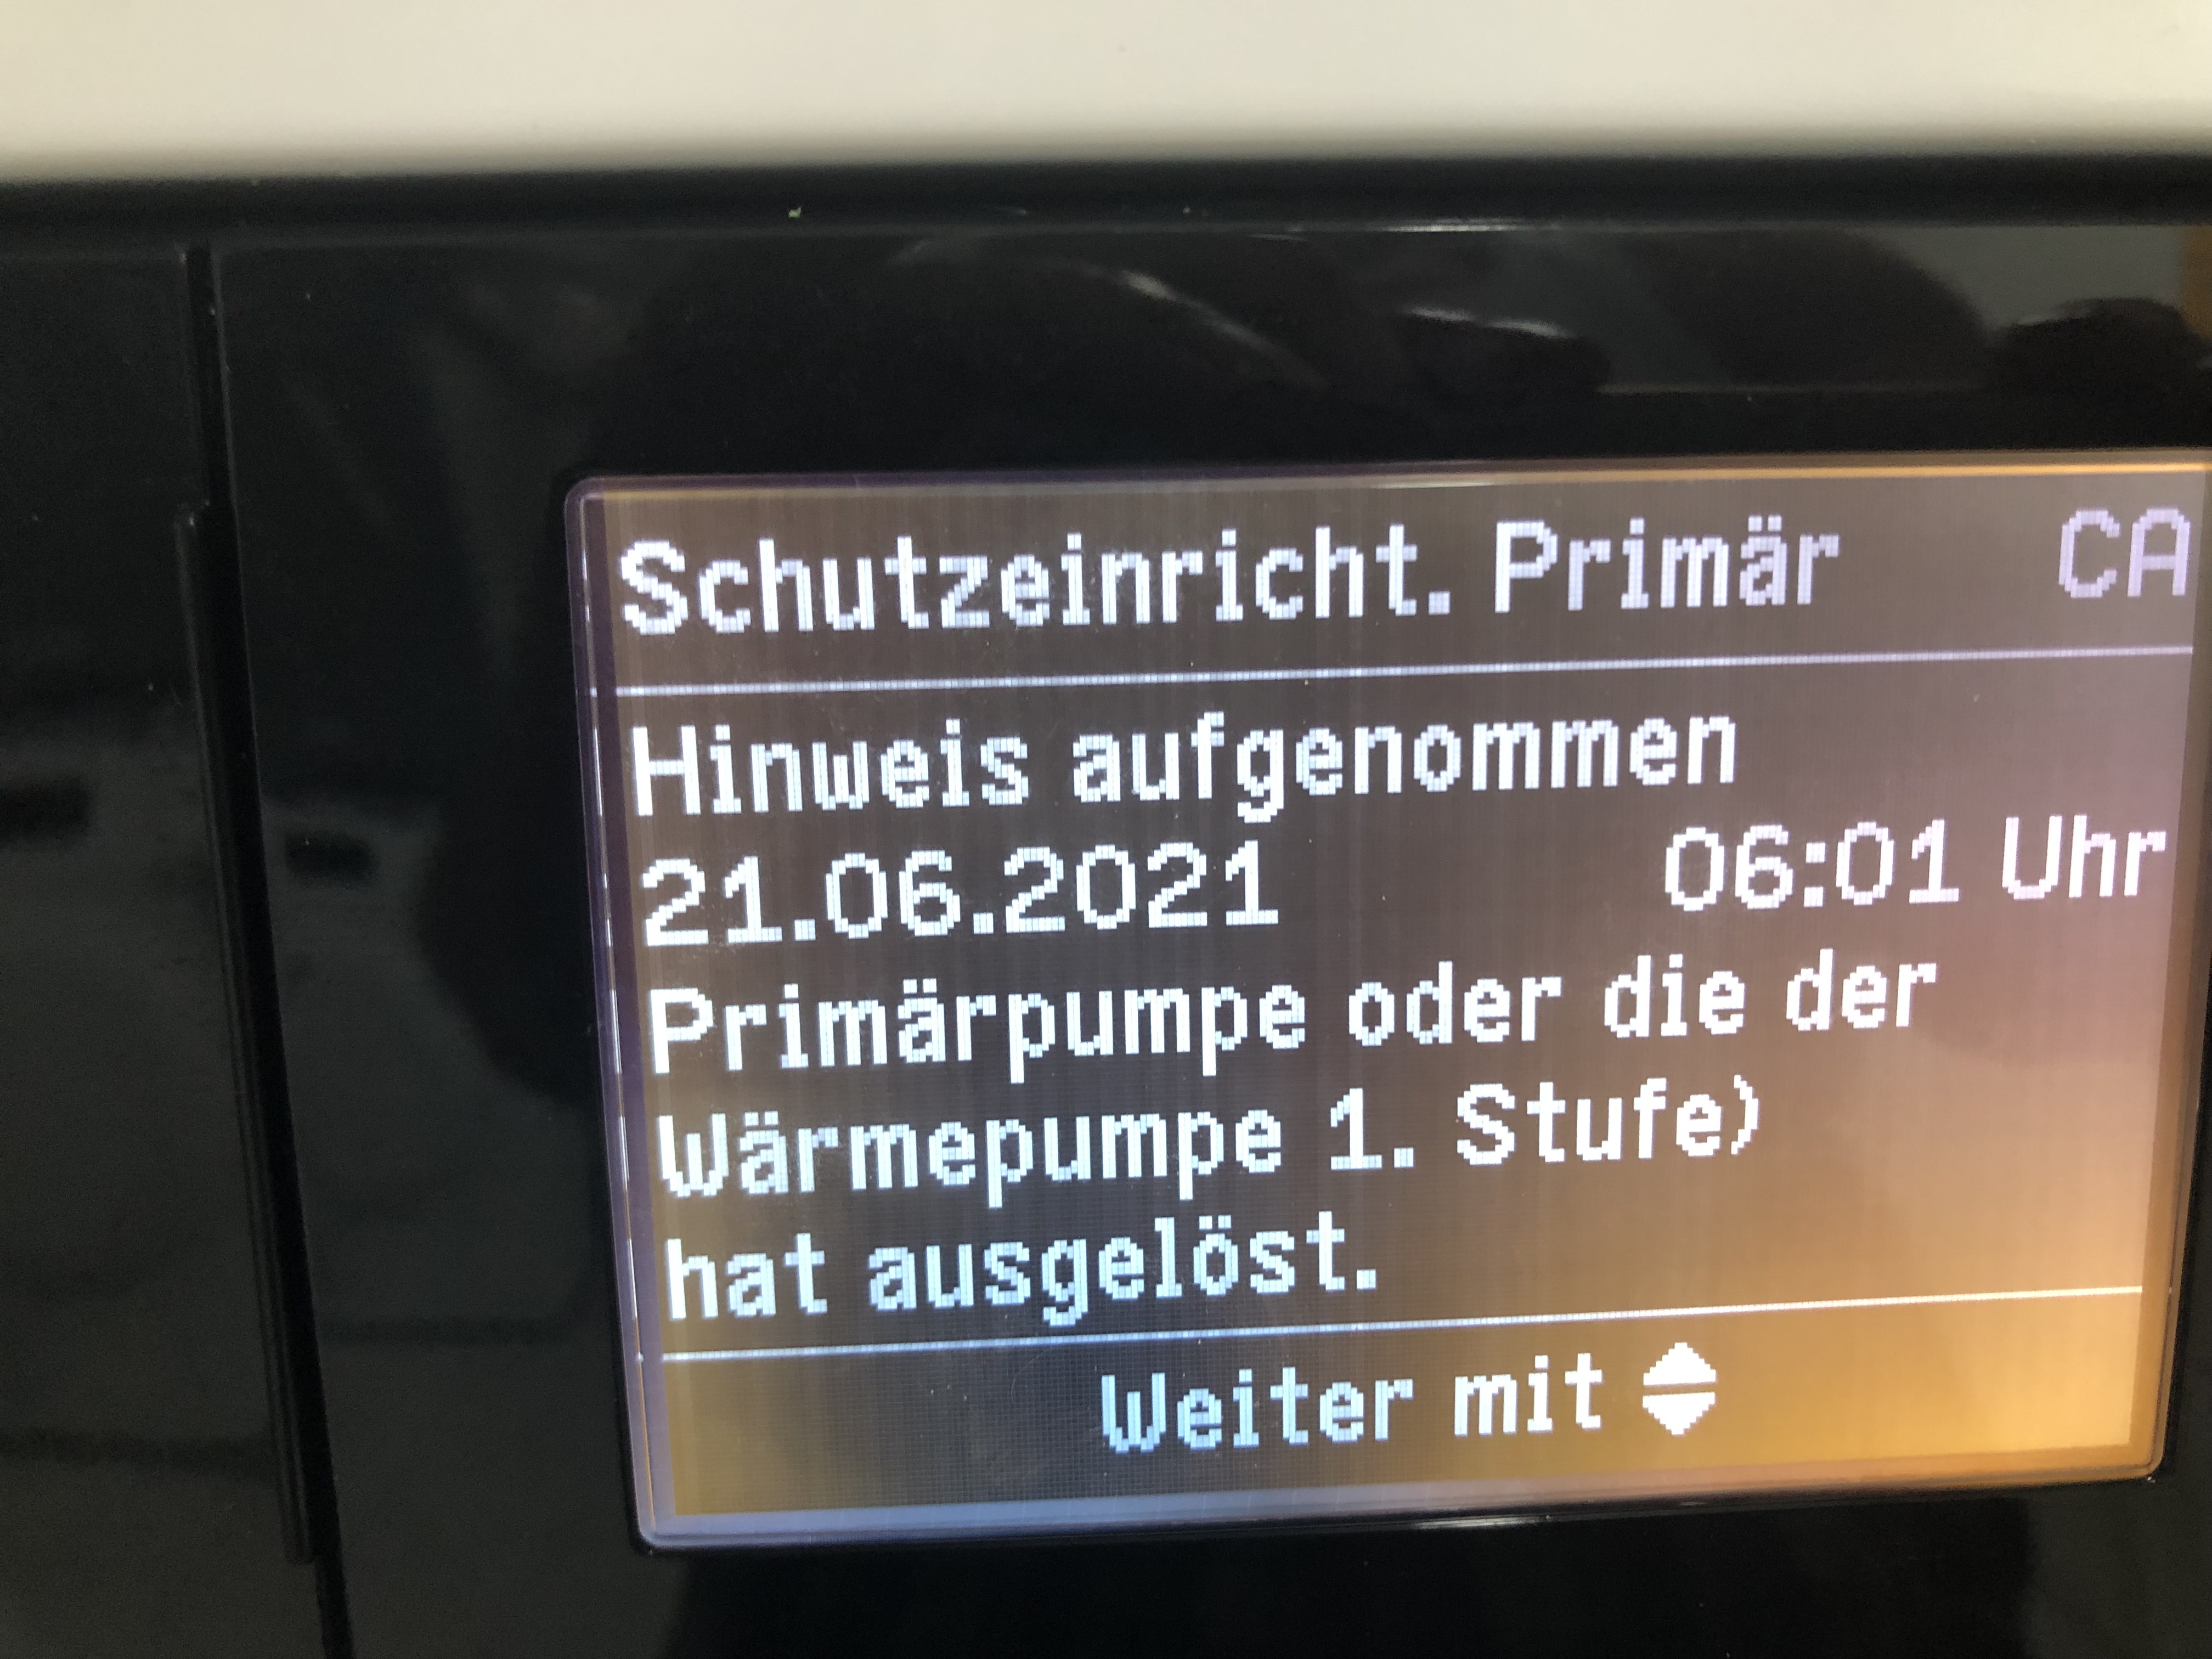 Schutzeinricht. Primär CA
Hinweis aufgenommen
21.06.2021 06:01 Uhr
Primärpumpe oder die der
Wärmepumpe 1. Stufe)
hat ausgelöst.
Weiter mit